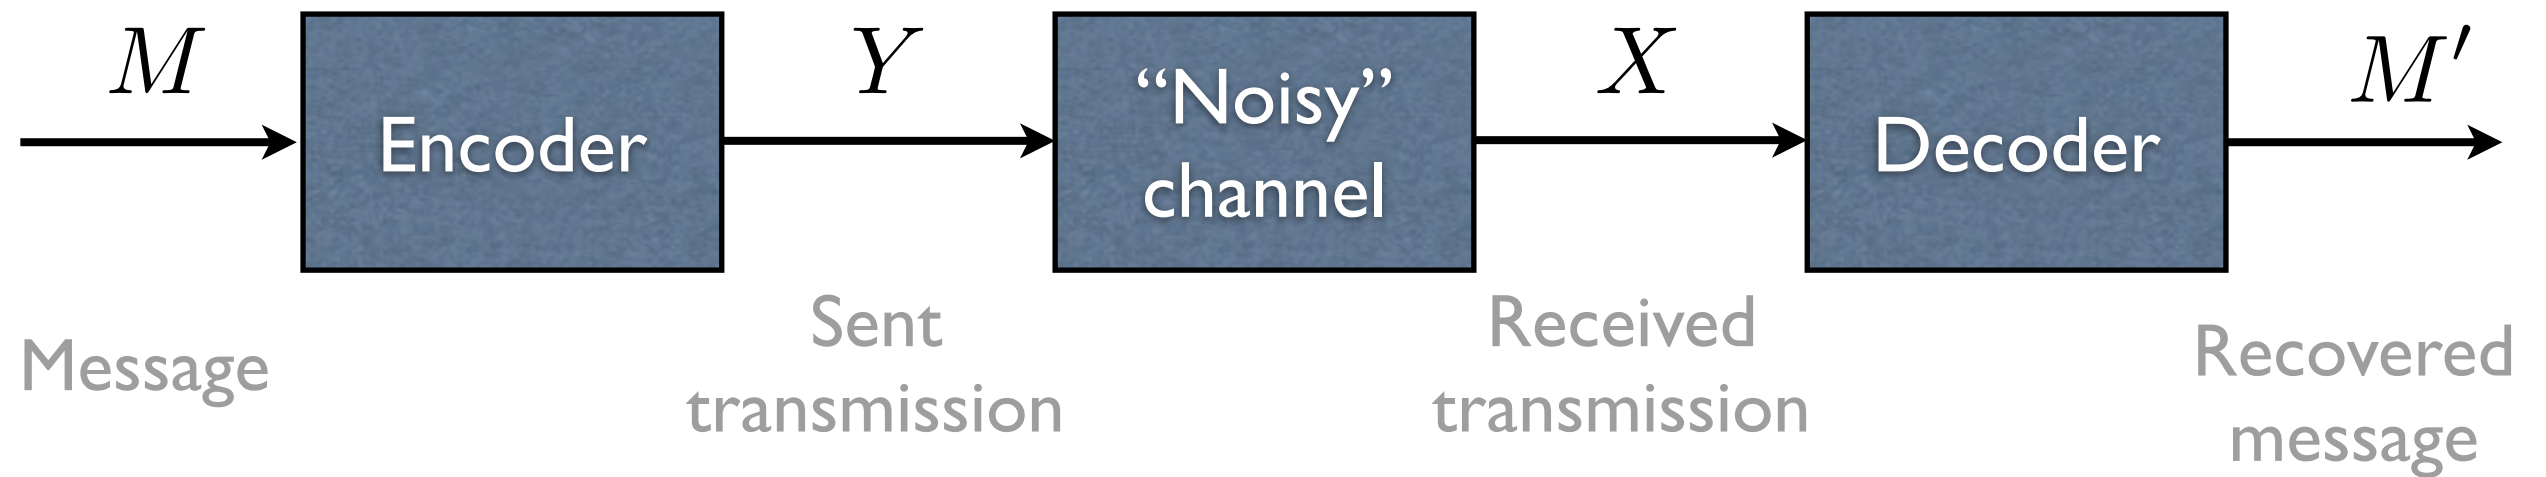 M
Y
X
M′
Encoder
“Noisy”
channel
Decoder
Message
Sent
transmission
Received
transmission
Recovered
message